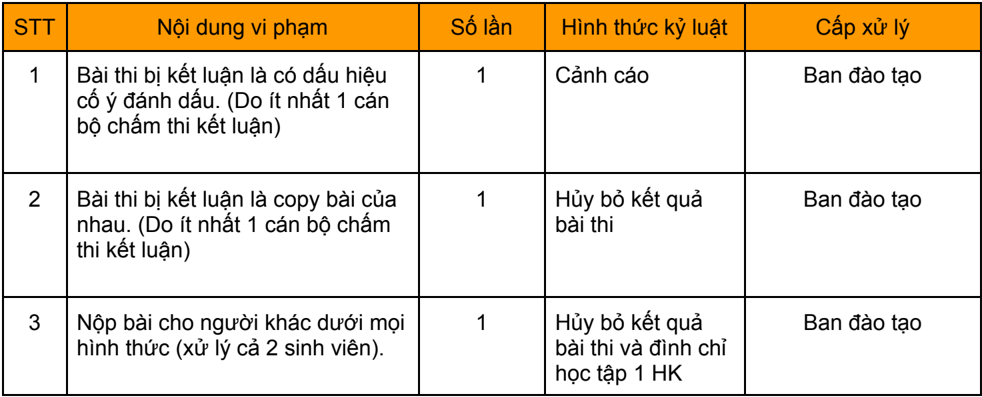 STT Nội dung vi phạm Số lần Hình thức kỷ luật Cấp xử lý
1 Bài thi bị kết luận là có dấu hiệu 1 Cảnh cáo Ban đào tạo
cố ý đánh dấu. (Do ít nhất 1 cán
bộ chấm thi kết luận)
2 Bài thi bị kết luận là copy bài của 1 Hủy bỏ kết quả Ban đào tạo
nhau. (Do ít nhất 1 cán bộ chấm bài thi
thi kết luận)
3 Nộp bài cho người khác dưới mọi 1 Hủy bỏ kết quả Ban đào tạo
hình thức (xử lý cả 2 sinh viên). bài thi và đình chỉ
học tập 1 HK